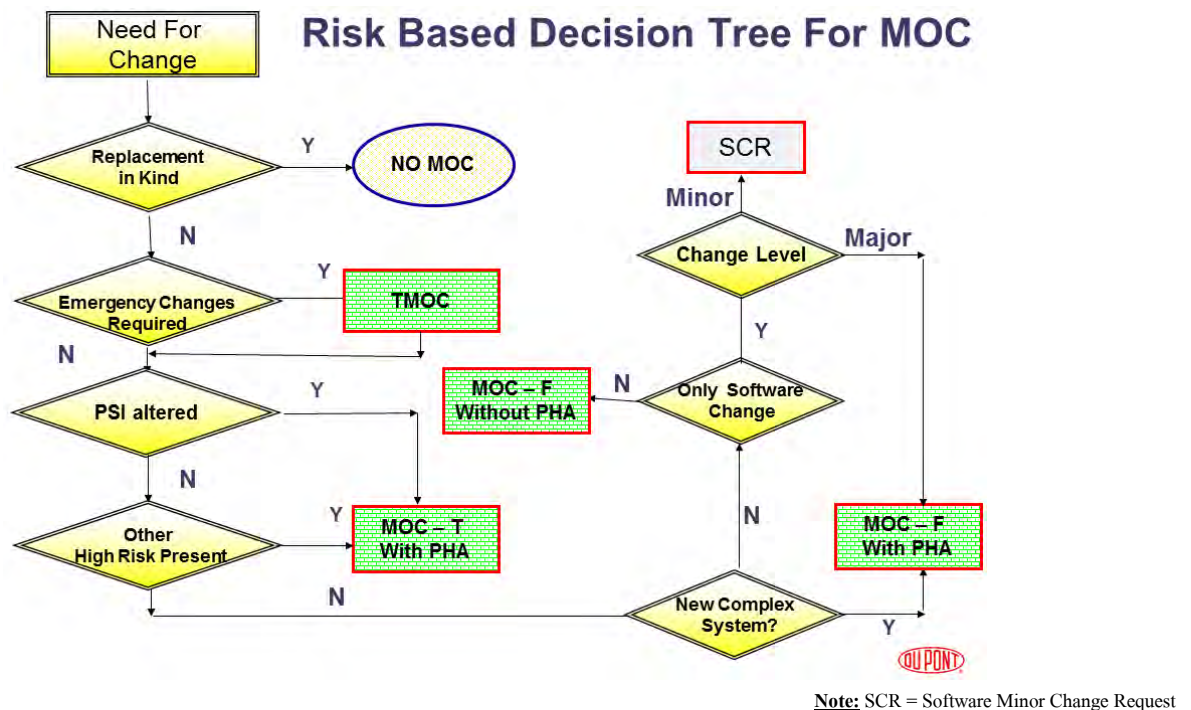 Risk Based Decision Tree For MOC
Need For
Change
Replacement
in Kind
Y
NO MOC
N
Emergency Changes
Required
Y
TMOC
N
PSI altered
Y
N
Other
High Risk Present
Y
MOC – T
With PHA
N
New Complex
System?
Y
MOC – F
With PHA
N
Only Software
Change
N
MOC – F
Without PHA
Y
Change Level
Minor
SCR
Major
DU PONT
Note: SCR = Software Minor Change Request